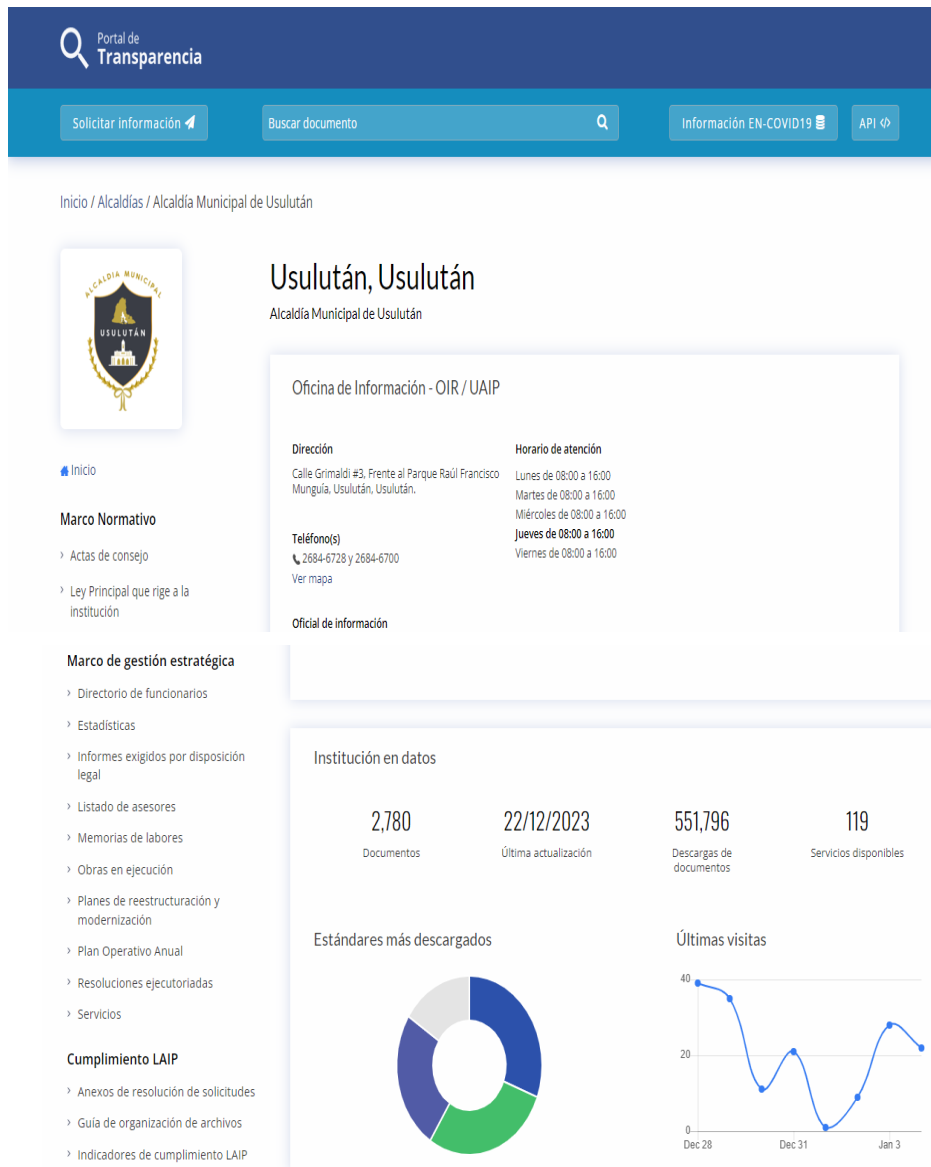 Portal de
Transparencia
Solicitar información
Buscar documento
Información EN-COVID19
API </>
Inicio / Alcaldías / Alcaldía Municipal de Usulután
ALCALDIA MUNICIPAL
USULUTÁN
Usulután, Usulután
Alcaldía Municipal de Usulután
Oficina de Información - OIR / UAIP
Dirección
Calle Grimaldi #3, Frente al Parque Raúl Francisco
Munguía, Usulután, Usulután.
Teléfono(s)
2684-6728 y 2684-6700
Ver mapa
Oficial de información
Horario de atención
Lunes de 08:00 a 16:00
Martes de 08:00 a 16:00
Miércoles de 08:00 a 16:00
Jueves de 08:00 a 16:00
Viernes de 08:00 a 16:00
Inicio
Marco Normativo
› Actas de consejo
› Ley Principal que rige a la
institución
Marco de gestión estratégica
› Directorio de funcionarios
› Estadísticas
› Informes exigidos por disposición
legal
› Listado de asesores
› Memorias de labores
› Obras en ejecución
› Planes de reestructuración y
modernización
› Plan Operativo Anual
› Resoluciones ejecutoriadas
› Servicios
Cumplimiento LAIP
› Anexos de resolución de solicitudes
› Guía de organización de archivos
› Indicadores de cumplimiento LAIP
Institución en datos
2,780
Documentos
22/12/2023
Última actualización
551,796
Descargas de
documentos
119
Servicios disponibles
Estándares más descargados
Últimas visitas
40
20
0
Dec 28
Dec 31
Jan 3